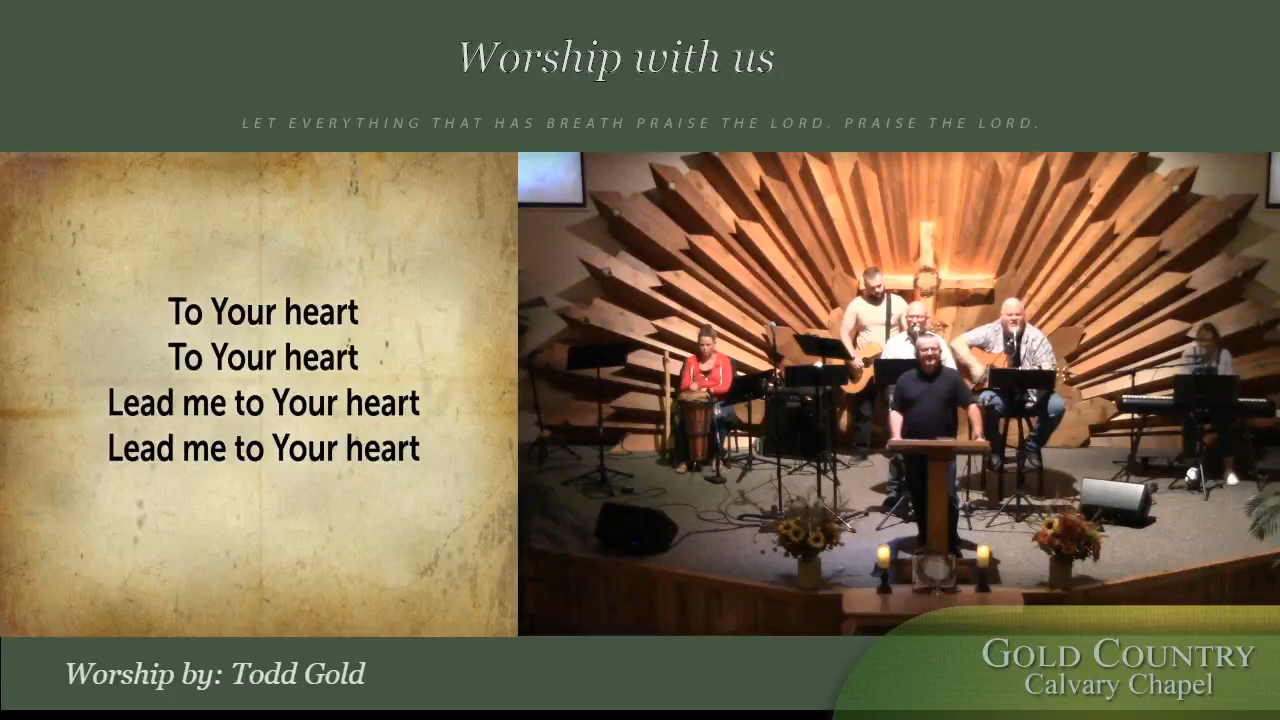 Worship with us
LET EVERYTHING THAT HAS BREATH PRAISE THE LORD. PRAISE THE LORD.
To Your heart
To Your heart
Lead me to Your heart
Lead me to Your heart
Worship by: Todd Gold
GOLD COUNTRY
Calvary Chapel